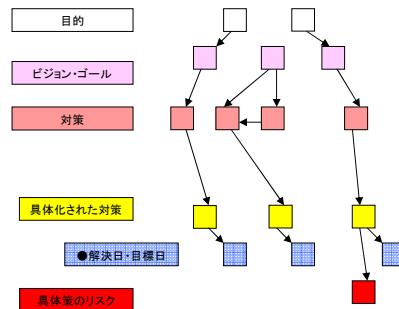 目的
ビジョン・ゴール
対策
具体化された対策
●解決日・目標日
具体策のリスク